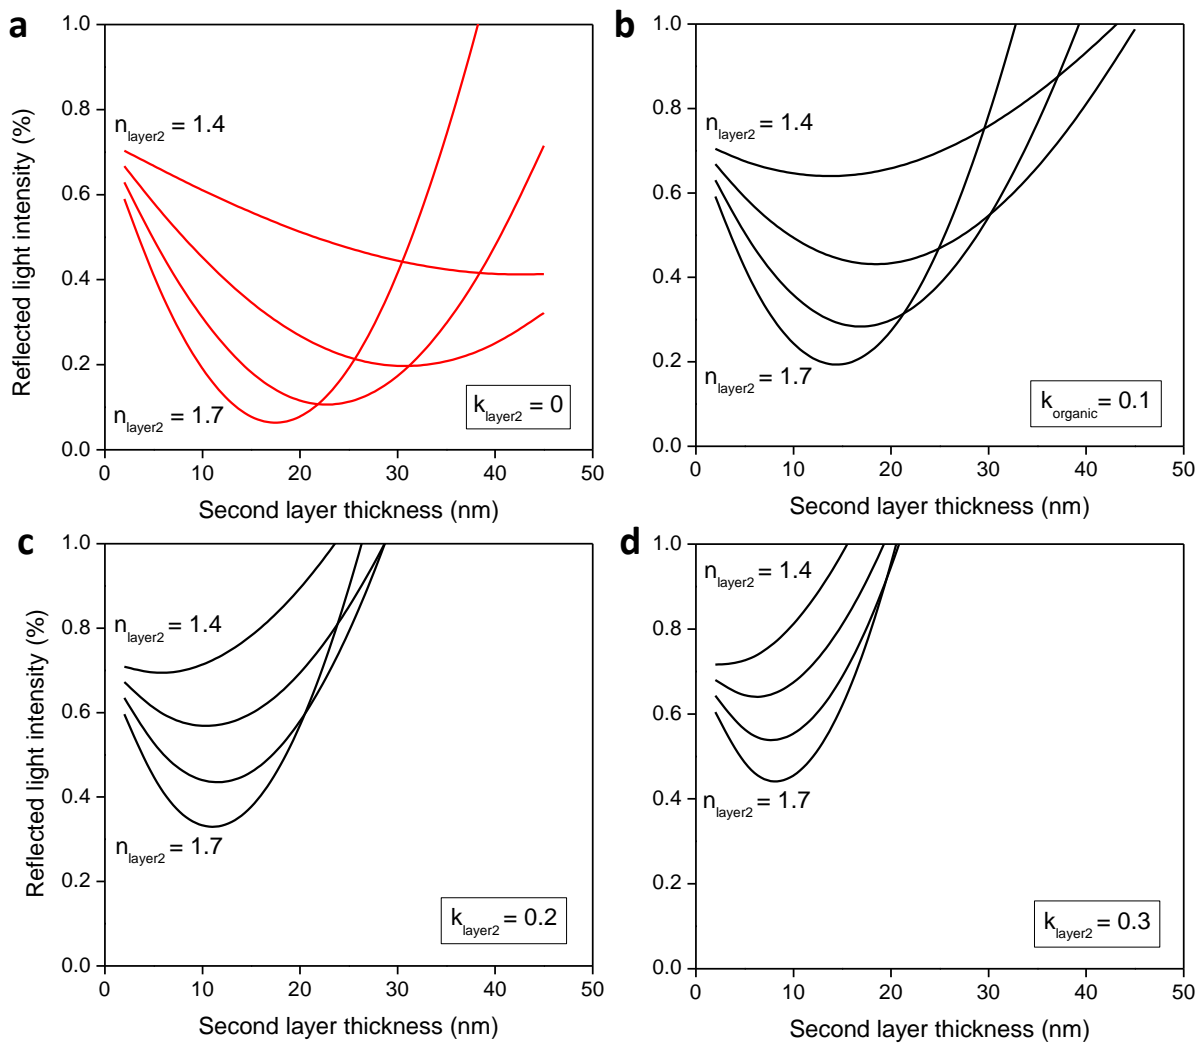 a
1.0
0.8
0.6
0.4
0.2
0.0
Reflected light intensity (%)
n_layer2 = 1.4
n_layer2 = 1.7
k_layer2 = 0
0 10 20 30 40 50
Second layer thickness (nm)
b
1.0
0.8
0.6
0.4
0.2
0.0
n_layer2 = 1.4
n_layer2 = 1.7
k_organic = 0.1
0 10 20 30 40 50
Second layer thickness (nm)
c
1.0
0.8
0.6
0.4
0.2
0.0
Reflected light intensity (%)
n_layer2 = 1.4
n_layer2 = 1.7
k_layer2 = 0.2
0 10 20 30 40 50
Second layer thickness (nm)
d
1.0
0.8
0.6
0.4
0.2
0.0
n_layer2 = 1.4
n_layer2 = 1.7
k_layer2 = 0.3
0 10 20 30 40 50
Second layer thickness (nm)